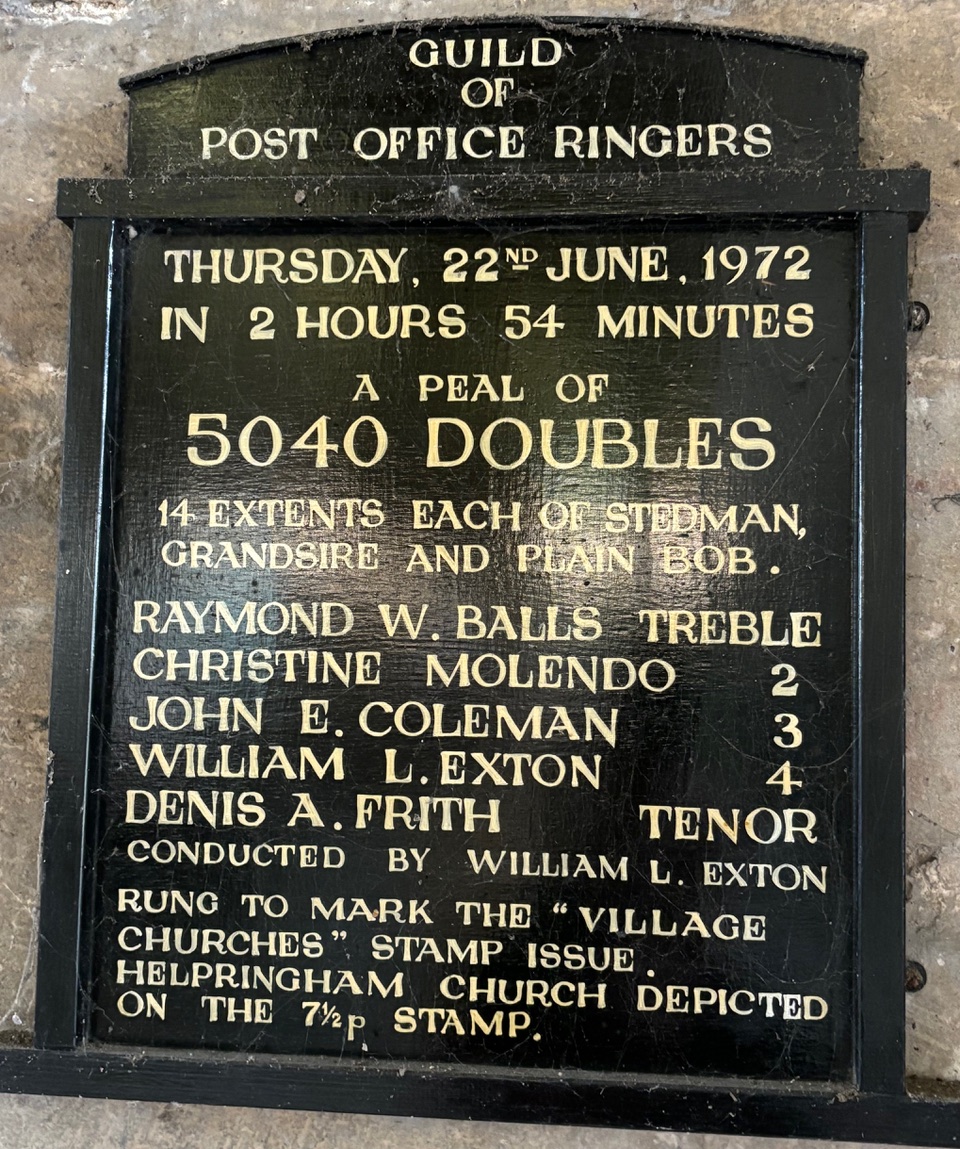 GUILD
OF
POST OFFICE RINGERS
THURSDAY, 22ND JUNE, 1972
IN 2 HOURS 54 MINUTES
A PEAL OF
5040 DOUBLES
14 EXTENTS EACH OF STEDMAN,
GRANDSIRE AND PLAIN BOB.
RAYMOND W. BALLS TREBLE
CHRISTINE MOLENDO 2
JOHN E. COLEMAN 3
WILLIAM L. EXTON 4
DENIS A. FRITH TENOR
CONDUCTED BY WILLIAM L. EXTON
RUNG TO MARK THE “VILLAGE
CHURCHES” STAMP ISSUE.
HELPRINGHAM CHURCH DEPICTED
ON THE 7½p STAMP.